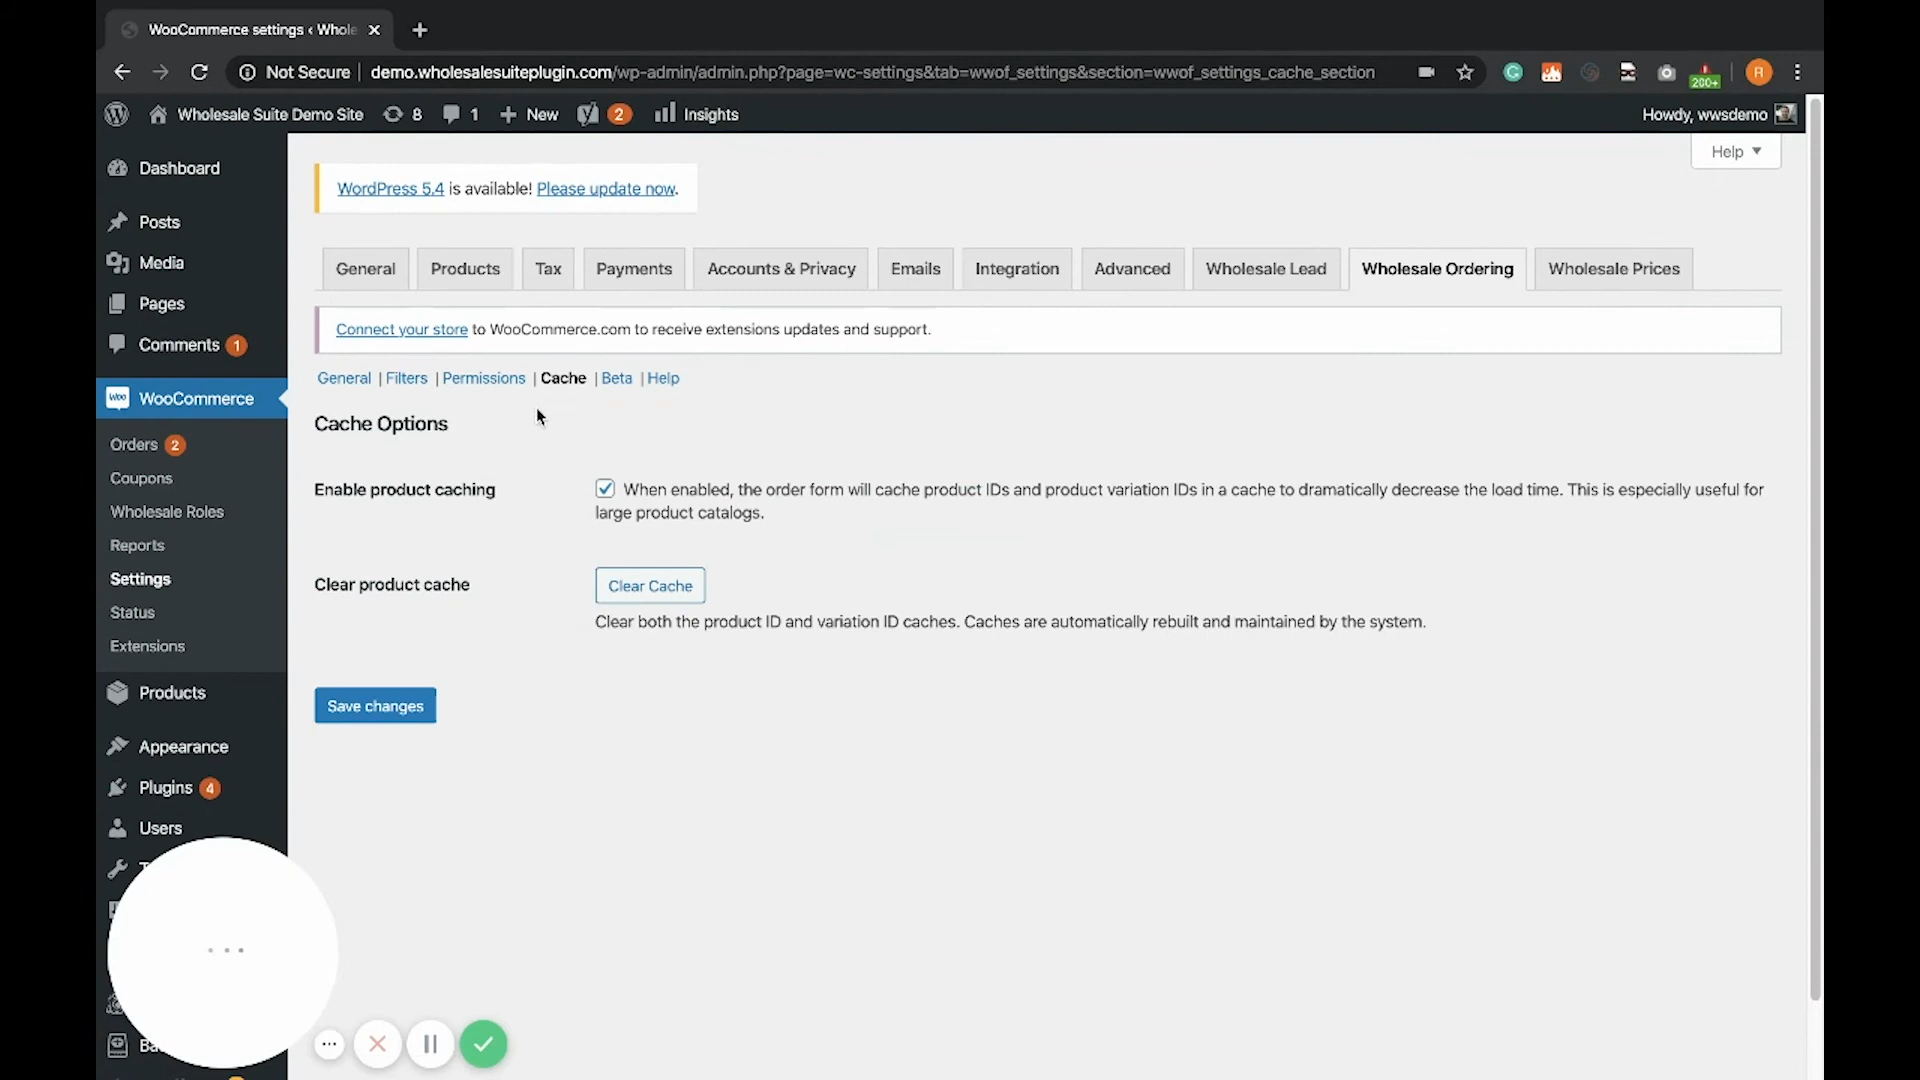 WooCommerce settings ‹ Whole
Not Secure demo.wholesalesuiteplugin.com/wp-admin/admin.php?page=wc-settings&tab=wwof_settings&section=wwof_settings_cache_section
200+
R
Wholesale Suite Demo Site 8 1 New 2 Insights
Howdy, wwsdemo
Help
Dashboard
Posts
Media
Pages
Comments 1
WooCommerce
Orders 2
Coupons
Wholesale Roles
Reports
Settings
Status
Extensions
Products
Appearance
Plugins 4
Users
WordPress 5.4 is available! Please update now.
General Products Tax Payments Accounts & Privacy Emails Integration Advanced Wholesale Lead Wholesale Ordering Wholesale Prices
Connect your store to WooCommerce.com to receive extensions updates and support.
General | Filters | Permissions | Cache | Beta | Help
Cache Options
Enable product caching
When enabled, the order form will cache product IDs and product variation IDs in a cache to dramatically decrease the load time. This is especially useful for
large product catalogs.
Clear product cache
Clear Cache
Clear both the product ID and variation ID caches. Caches are automatically rebuilt and maintained by the system.
Save changes